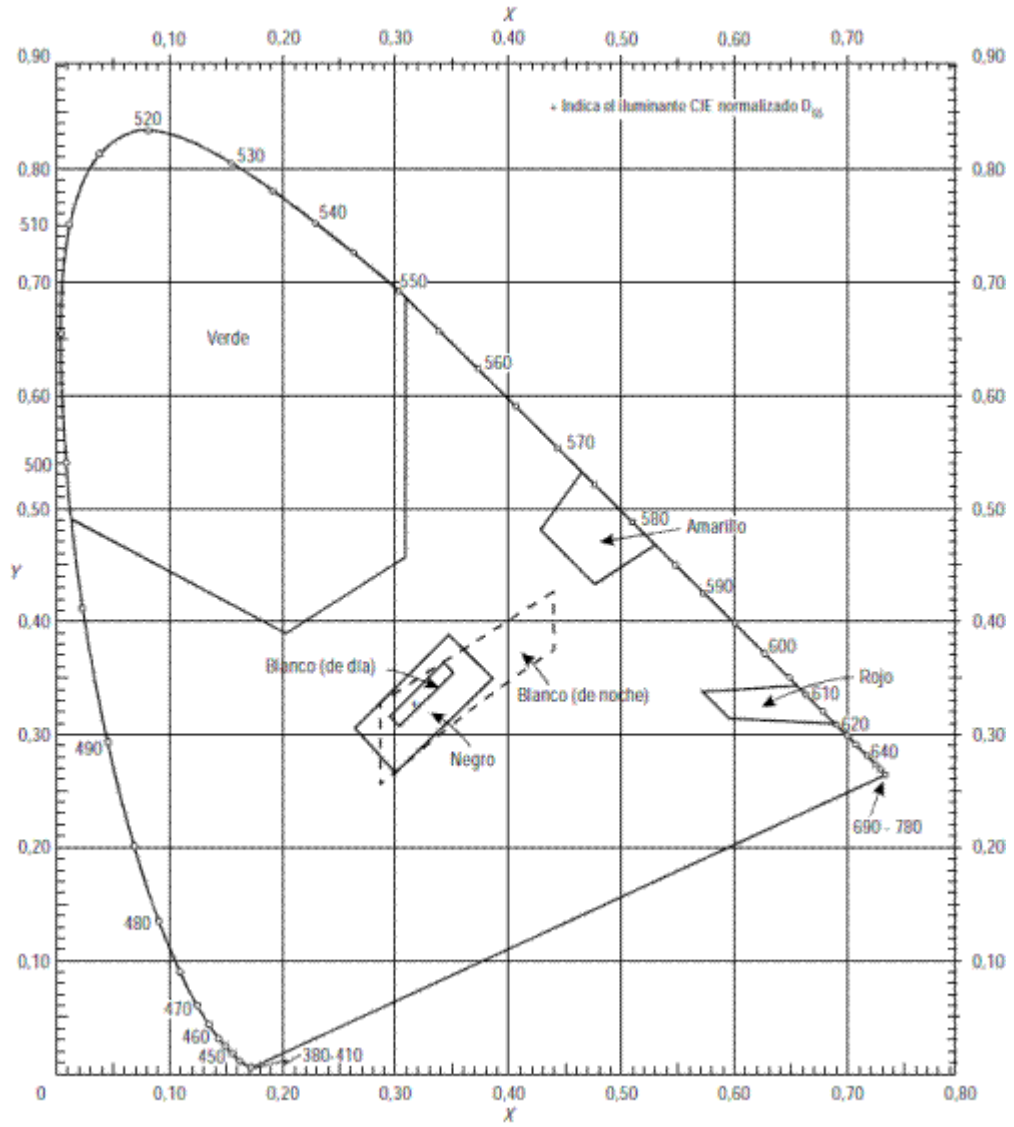 X
0,10 0,20 0,30 0,40 0,50 0,60 0,70
0,90 0,90
+ Indica el iluminante CIE normalizado D65
520
530
0,80 0,80
540
510
0,70 550 0,70
Verde
560
0,60 0,60
570
500
0,50 580 0,50
Amarillo
Y
590
0,40 0,40
600
Blanco (de día)
Rojo
610
Blanco (de noche)
620
0,30 0,30
490
Negro
640
690 - 780
0,20 0,20
480
0,10 0,10
470
460
450
380-410
0 0,10 0,20 0,30 0,40 0,50 0,60 0,70 0,80
X